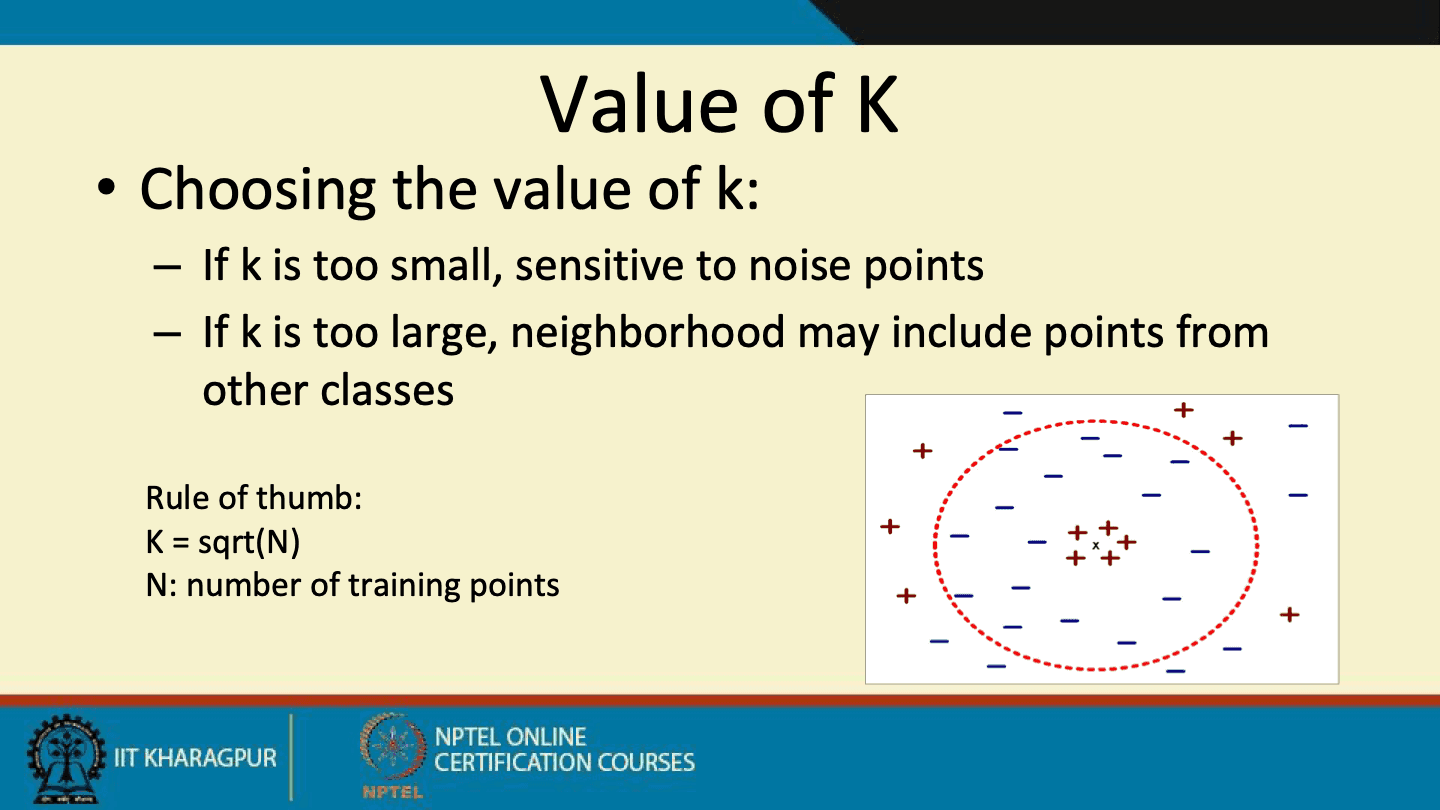 Value of K
• Choosing the value of k:
– If k is too small, sensitive to noise points
– If k is too large, neighborhood may include points from
other classes
Rule of thumb:
K = sqrt(N)
N: number of training points
x
IIT KHARAGPUR
NPTEL
NPTEL ONLINE
CERTIFICATION COURSES